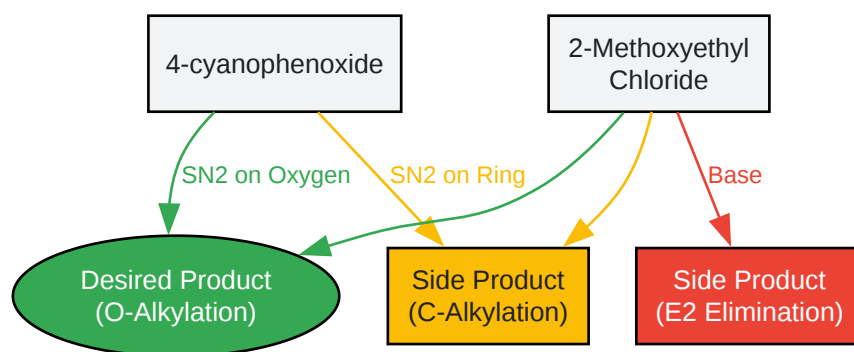 4-cyanophenoxide
2-Methoxyethyl
Chloride
SN2 on Oxygen
SN2 on Ring
Base
Desired Product
(O-Alkylation)
Side Product
(C-Alkylation)
Side Product
(E2 Elimination)